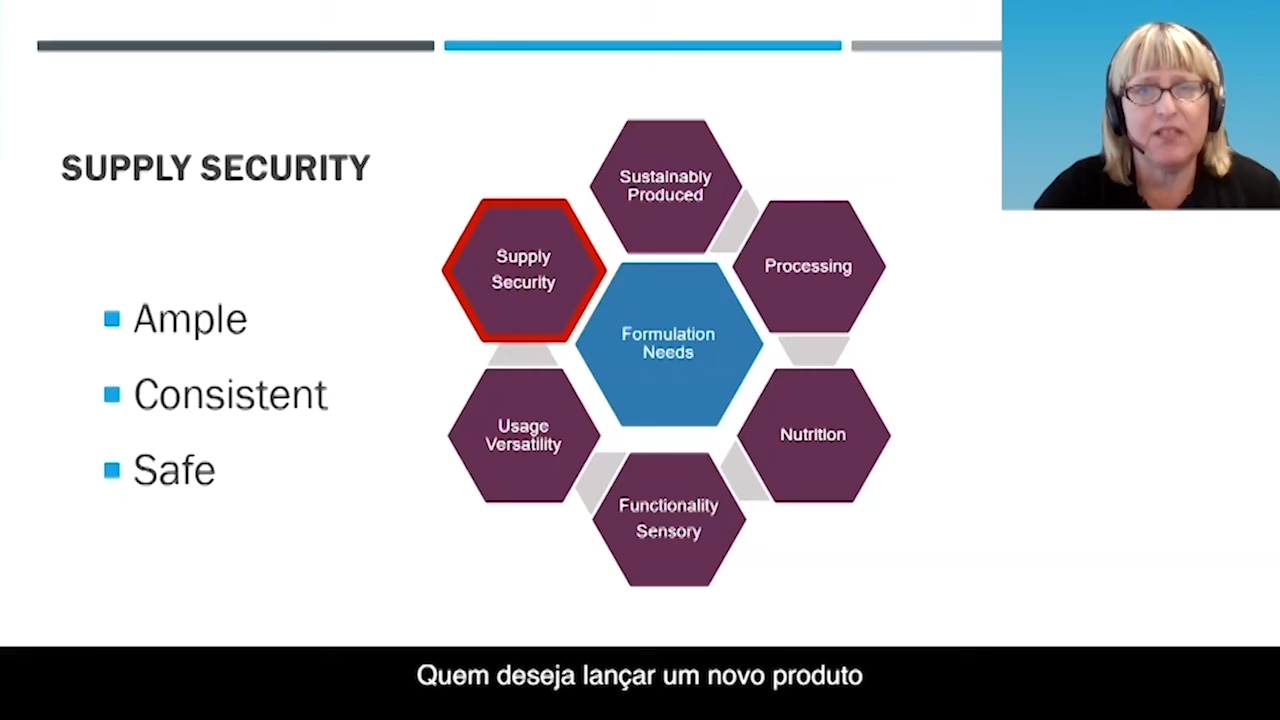 SUPPLY SECURITY
Ample
Consistent
Safe
Sustainably
Produced
Supply
Security
Processing
Formulation
Needs
Usage
Versatility
Nutrition
Functionality
Sensory
Quem deseja lançar um novo produto